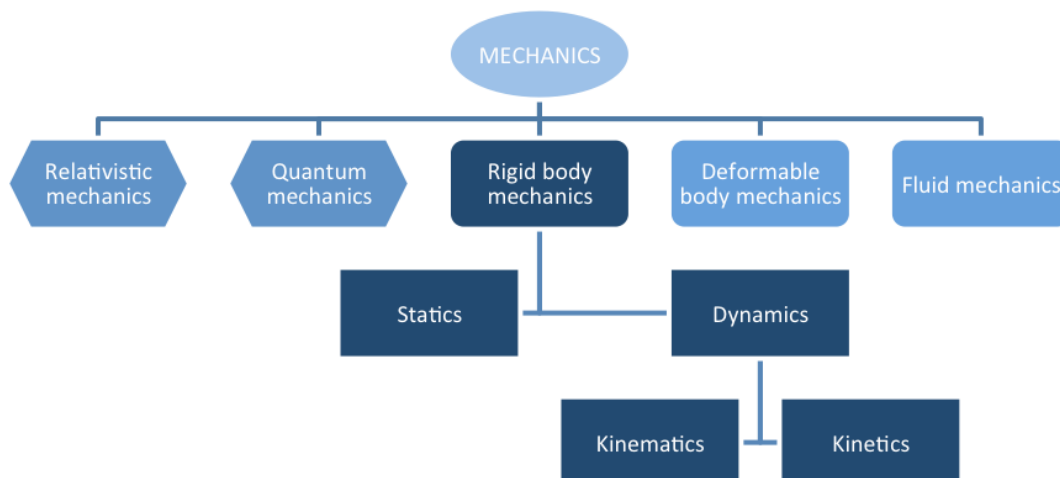 MECHANICS
Relativistic
mechanics
Quantum
mechanics
Rigid body
mechanics
Deformable
body mechanics
Fluid mechanics
Statics
Dynamics
Kinematics
Kinetics